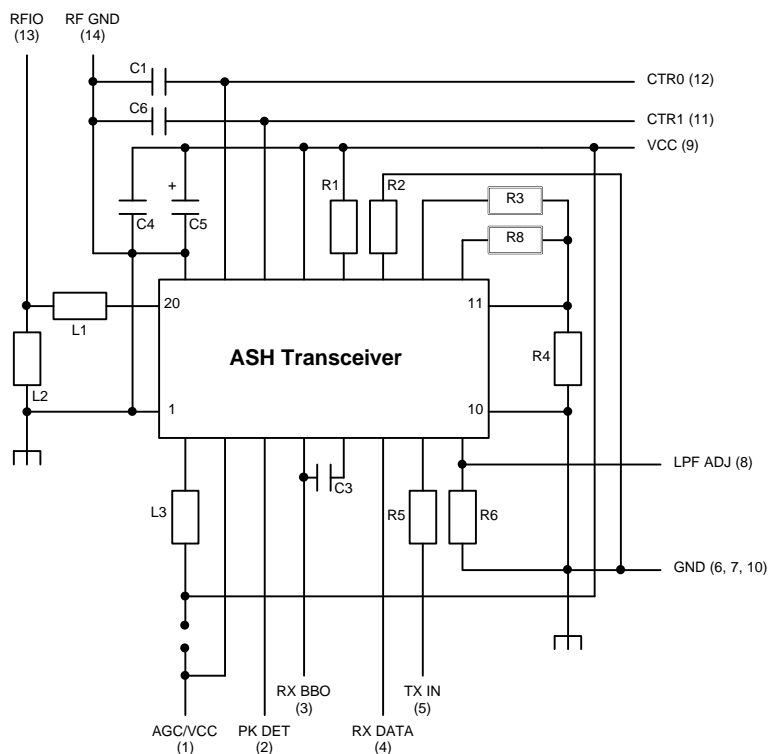 RFIO
(13)
RF GND
(14)
C1
CTR0 (12)
C6
CTR1 (11)
VCC (9)
R1
R2
R3
+
C4
C5
R8
20
11
L1
ASH Transceiver
R4
L2
1
10
LPF ADJ (8)
C3
L3
R5
R6
GND (6, 7, 10)
AGC/VCC
(1)
PK DET
(2)
RX BBO
(3)
RX DATA
(4)
TX IN
(5)